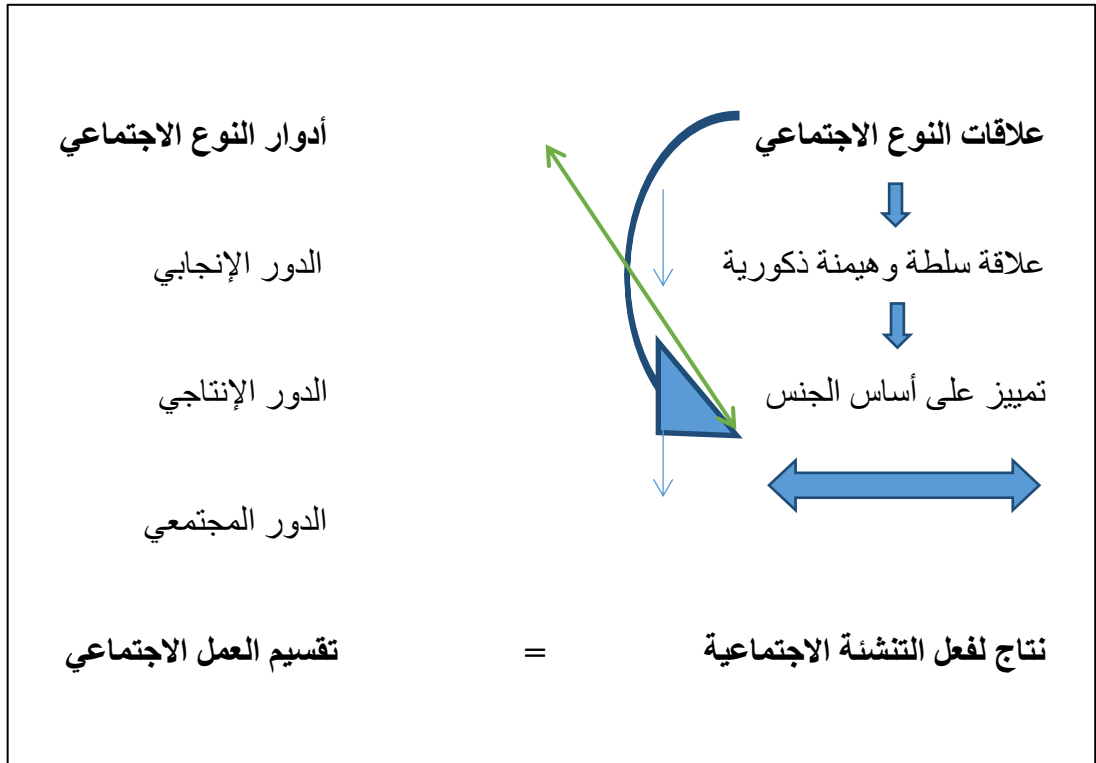 علاقات النوع الاجتماعي أدوار النوع الاجتماعي
علاقة سلطة وهيمنة ذكورية الدور الإنجابي
تمييز على أساس الجنس الدور الإنتاجي
الدور المجتمعي
نتاج لفعل التنشئة الاجتماعية = تقسيم العمل الاجتماعي